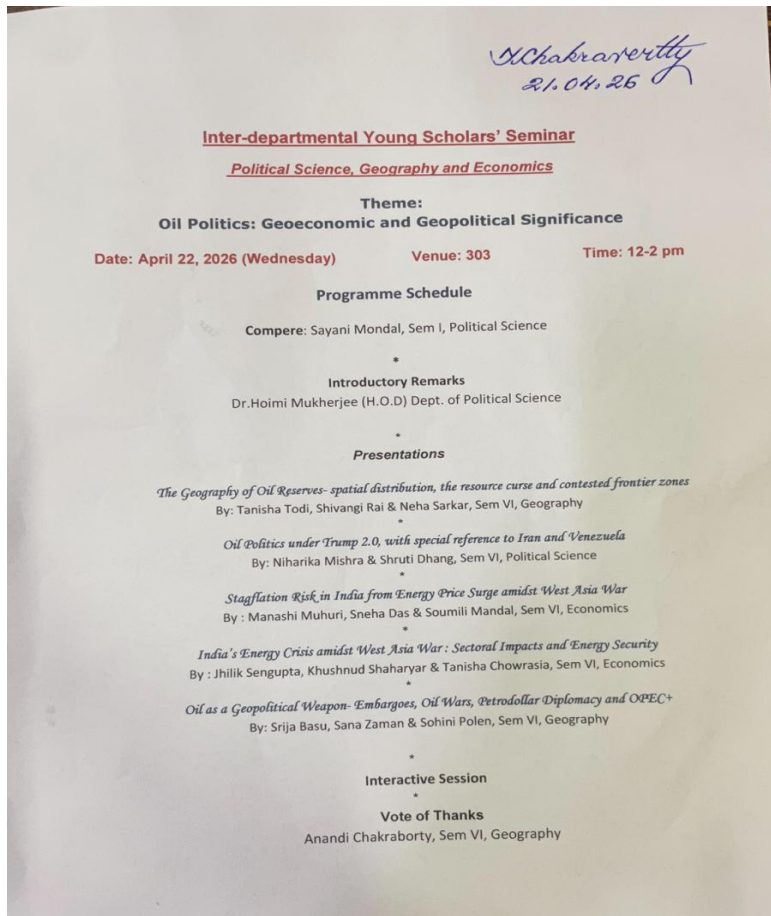 Chakravertty
21.04.26
Inter-departmental Young Scholars' Seminar
Political Science, Geography and Economics
Theme:
Oil Politics: Geoeconomic and Geopolitical Significance
Date: April 22, 2026 (Wednesday) Venue: 303 Time: 12-2 pm
Programme Schedule
Compere: Sayani Mondal, Sem I, Political Science
*
Introductory Remarks
Dr.Hoimi Mukherjee (H.O.D) Dept. of Political Science
*
Presentations
The Geography of Oil Reserves- spatial distribution, the resource curse and contested frontier zones
By: Tanisha Todi, Shivangi Rai & Neha Sarkar, Sem VI, Geography
*
Oil Politics under Trump 2.0, with special reference to Iran and Venezuela
By: Niharika Mishra & Shruti Dhang, Sem VI, Political Science
*
Stagflation Risk in India from Energy Price Surge amidst West Asia War
By : Manashi Muhuri, Sneha Das & Soumili Mandal, Sem VI, Economics
*
India's Energy Crisis amidst West Asia War : Sectoral Impacts and Energy Security
By : Jhilik Sengupta, Khushnud Shaharyar & Tanisha Chowrasia, Sem VI, Economics
*
Oil as a Geopolitical Weapon- Embargoes, Oil Wars, Petrodollar Diplomacy and OPEC+
By: Srija Basu, Sana Zaman & Sohini Polen, Sem VI, Geography
*
Interactive Session
*
Vote of Thanks
Anandi Chakraborty, Sem VI, Geography